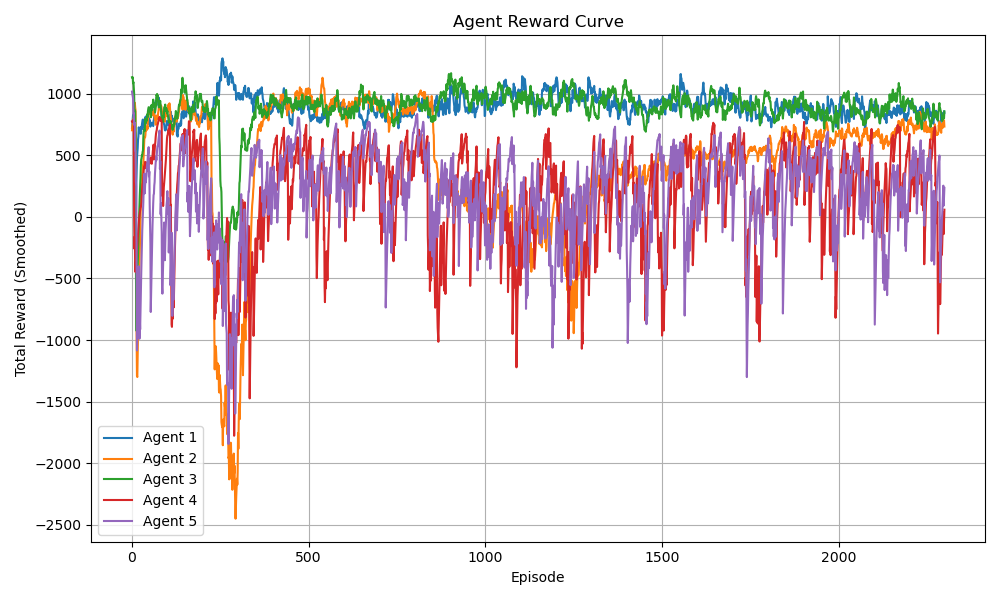 Agent Reward Curve
Total Reward (Smoothed)
1000
500
0
−500
−1000
−1500
−2000
−2500
Agent 1
Agent 2
Agent 3
Agent 4
Agent 5
0 500 1000 1500 2000
Episode